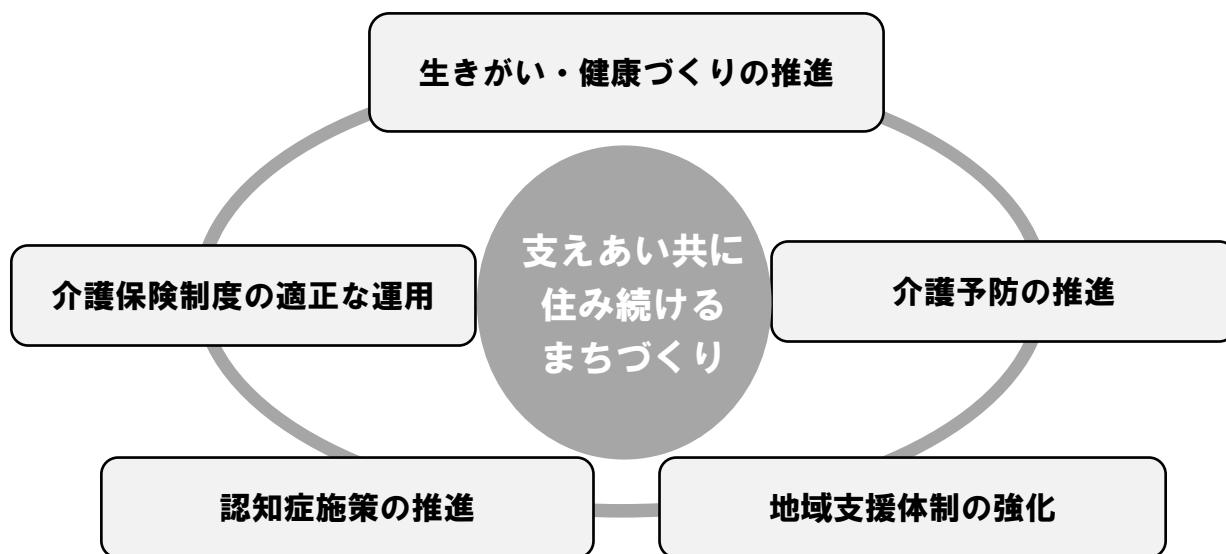 生きがい・健康づくりの推進
支えあい共に
住み続ける
まちづくり
介護保険制度の適正な運用
介護予防の推進
認知症施策の推進
地域支援体制の強化